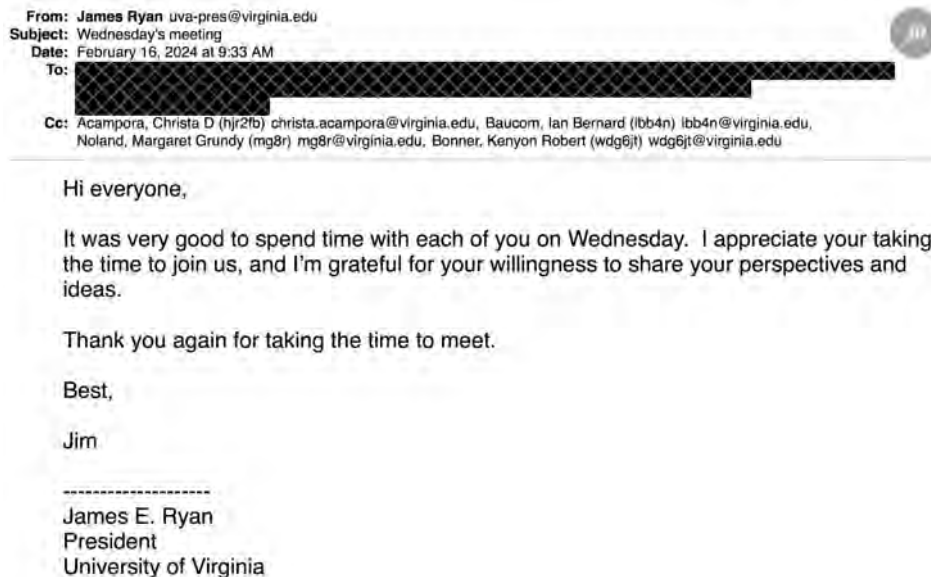 From: James Ryan uva-pres@virginia.edu
Subject: Wednesday's meeting
Date: February 16, 2024 at 9:33 AM
To:
Cc: Acampora, Christa D (hjr2fb) christa.acampora@virginia.edu, Baucom, Ian Bernard (ibb4n) ibb4n@virginia.edu,
Noland, Margaret Grundy (mg8r) mg8r@virginia.edu, Bonner, Kenyon Robert (wdg6jt) wdg6jt@virginia.edu
Hi everyone,
It was very good to spend time with each of you on Wednesday.  I appreciate your taking
the time to join us, and I'm grateful for your willingness to share your perspectives and
ideas.
Thank you again for taking the time to meet.
Best,
Jim
--------------------
James E. Ryan
President
University of Virginia